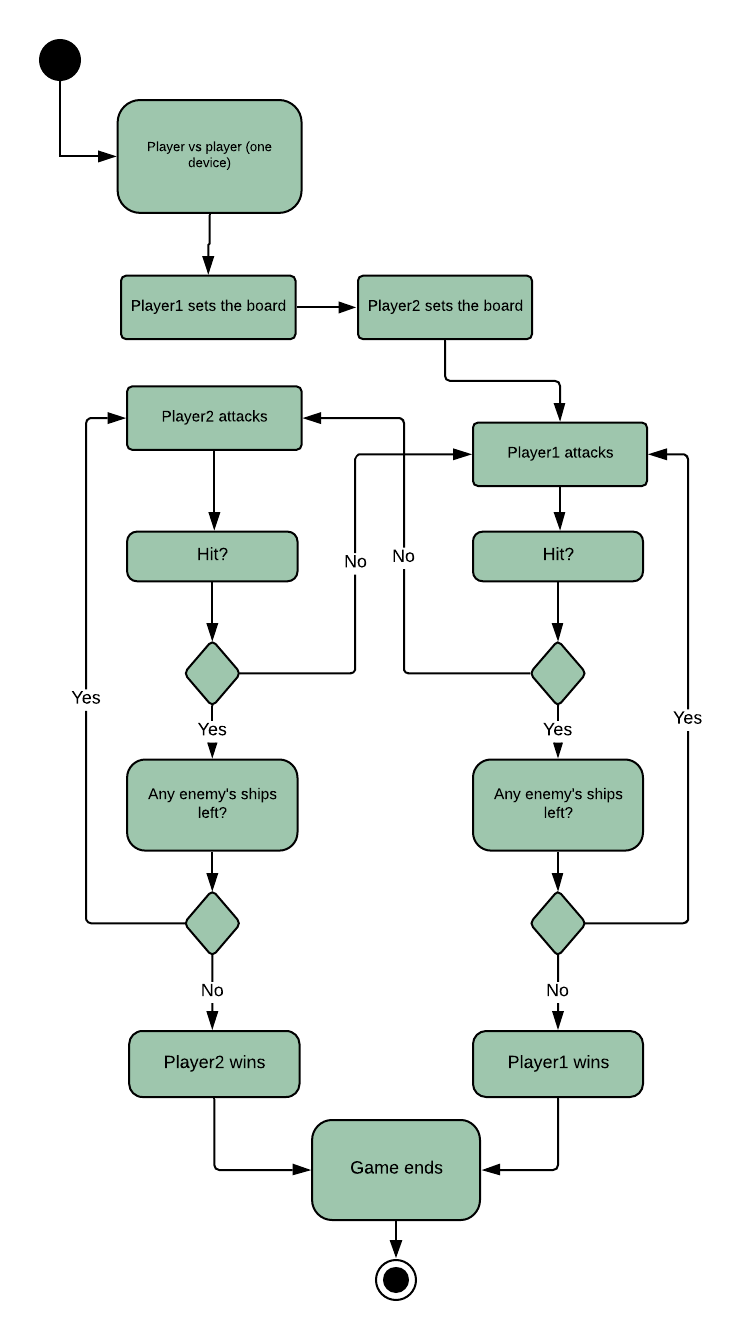 Player vs player (one
device)
Player1 sets the board
Player2 sets the board
Player2 attacks
Player1 attacks
Hit?
Hit?
No
No
Yes
Yes
Yes
Yes
Any enemy's ships
left?
Any enemy's ships
left?
No
No
Player2 wins
Player1 wins
Game ends